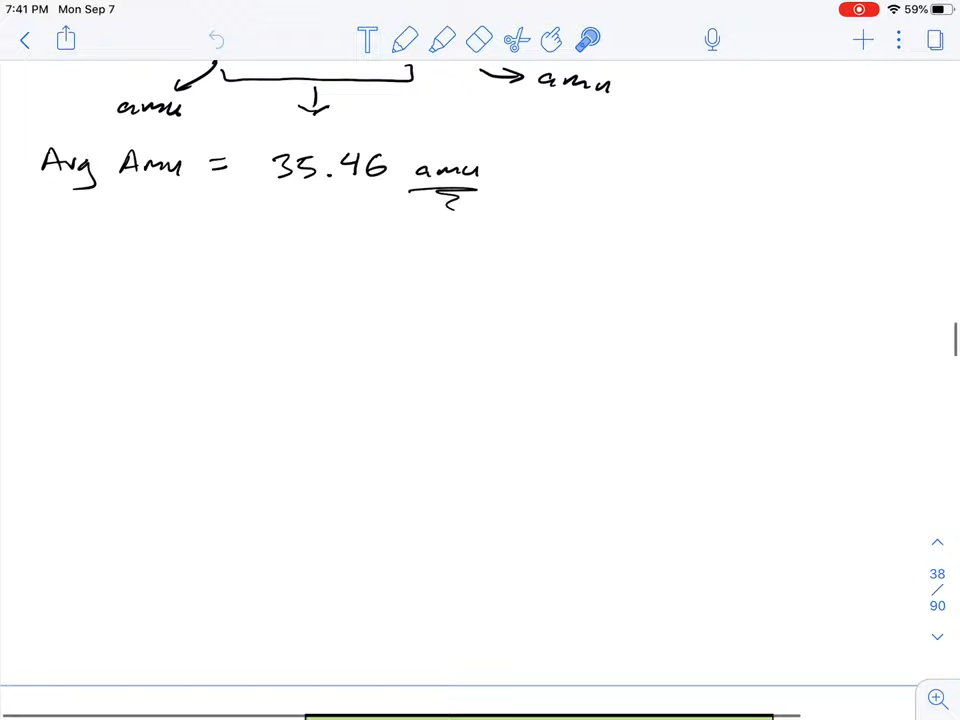 7:41 PM Mon Sep 7
59%
T
amu
amu
Avg Amu = 35.46 amu
38
/
90